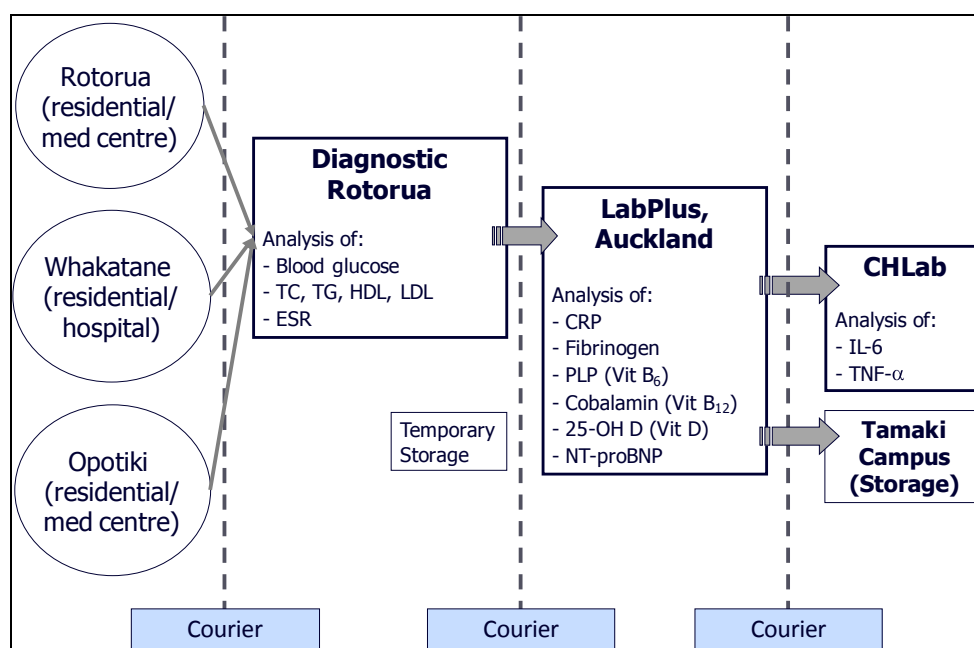 Rotorua
(residential/
med centre)
Whakatane
(residential/
hospital)
Opotiki
(residential/
med centre)
Diagnostic
Rotorua
Analysis of:
- Blood glucose
- TC, TG, HDL, LDL
- ESR
Temporary
Storage
LabPlus,
Auckland
Analysis of:
- CRP
- Fibrinogen
- PLP (Vit B₆)
- Cobalamin (Vit B₁₂)
- 25-OH D (Vit D)
- NT-proBNP
CHLab
Analysis of:
- IL-6
- TNF-α
Tamaki
Campus
(Storage)
Courier
Courier
Courier